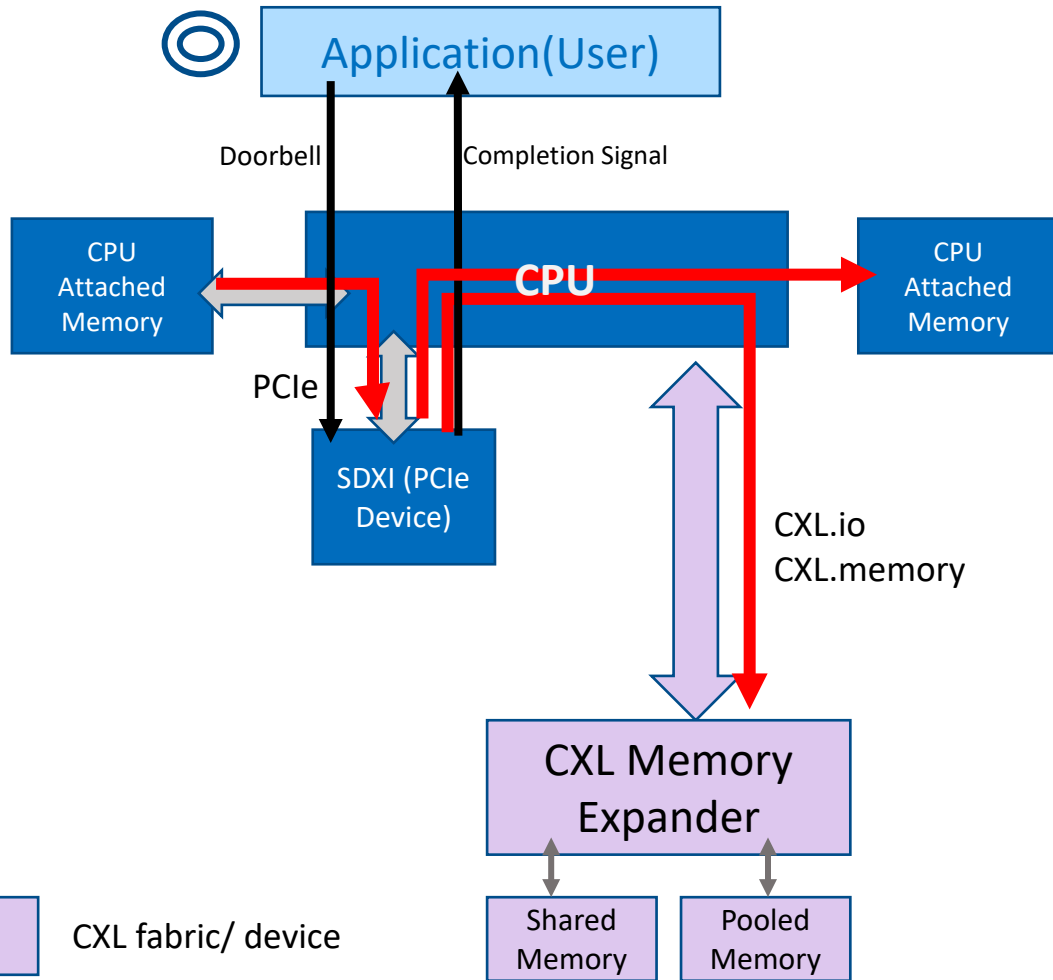 Application(User)
Doorbell
Completion Signal
CPU
Attached
Memory
CPU
CPU
Attached
Memory
PCIe
SDXI (PCIe
Device)
CXL.io
CXL.memory
CXL Memory
Expander
Shared
Memory
Pooled
Memory
CXL fabric/ device